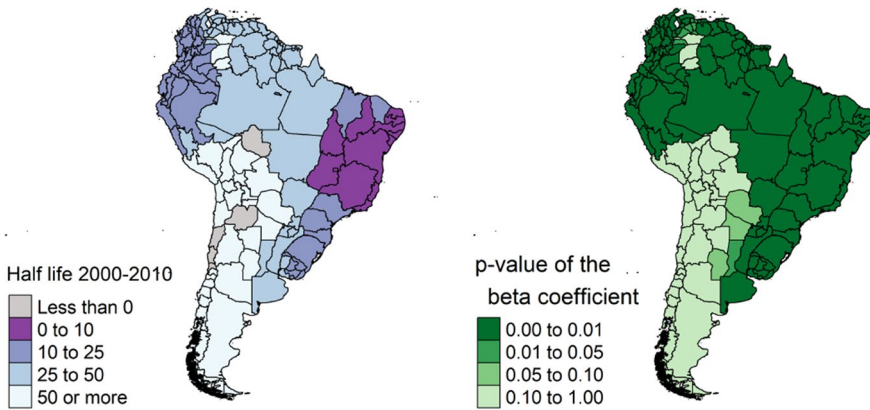 Half life 2000-2010
Less than 0
0 to 10
10 to 25
25 to 50
50 or more
p-value of the
beta coefficient
0.00 to 0.01
0.01 to 0.05
0.05 to 0.10
0.10 to 1.00